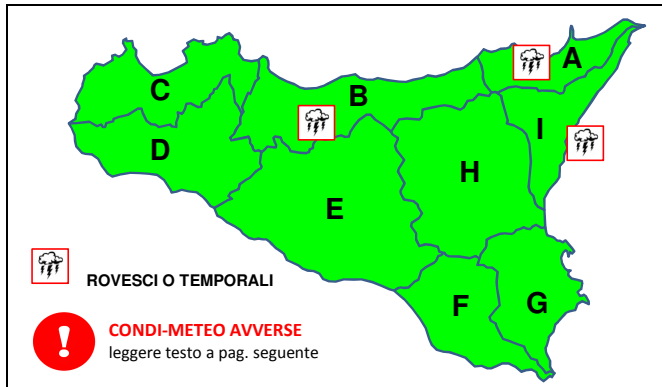 A
B
C
I
D
H
E
F
G
ROVESCI O TEMPORALI
!
CONDI-METEO AVVERSE
leggere testo a pag. seguente